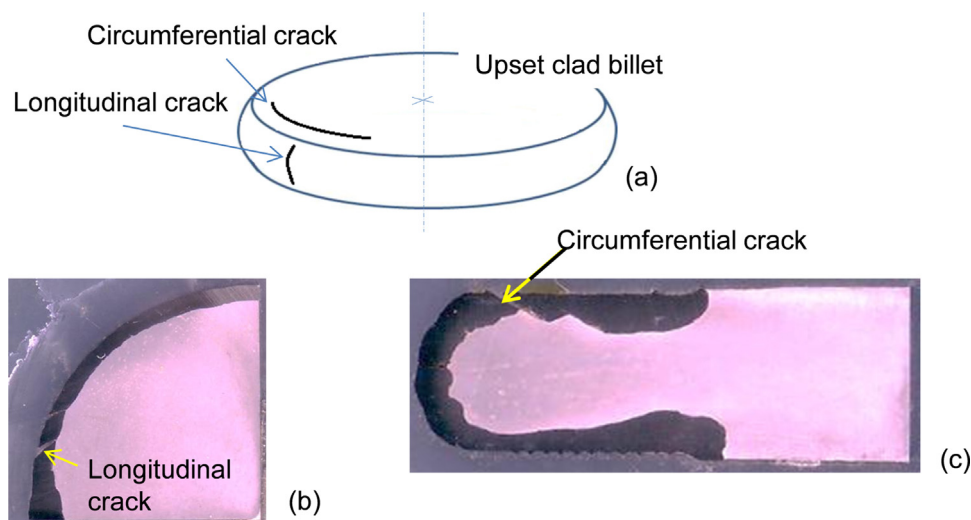 Circumferential crack
Upset clad billet
Longitudinal crack
(a)
Circumferential crack
Longitudinal
crack
(b)
(c)